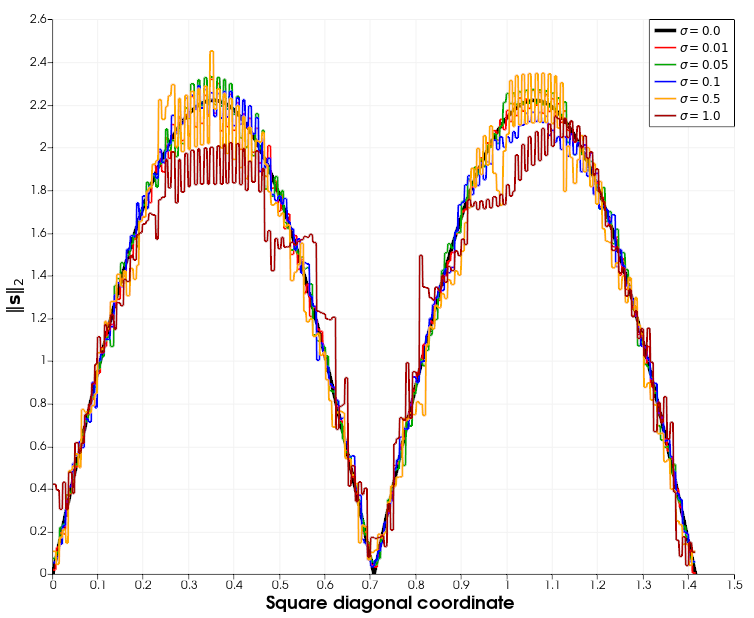 2.6
2.4
2.2
2
1.8
1.6
1.4
1.2
1
0.8
0.6
0.4
0.2
0
‖s‖₂
0 0.1 0.2 0.3 0.4 0.5 0.6 0.7 0.8 0.9 1 1.1 1.2 1.3 1.4 1.5
Square diagonal coordinate
σ = 0.0
σ = 0.01
σ = 0.05
σ = 0.1
σ = 0.5
σ = 1.0